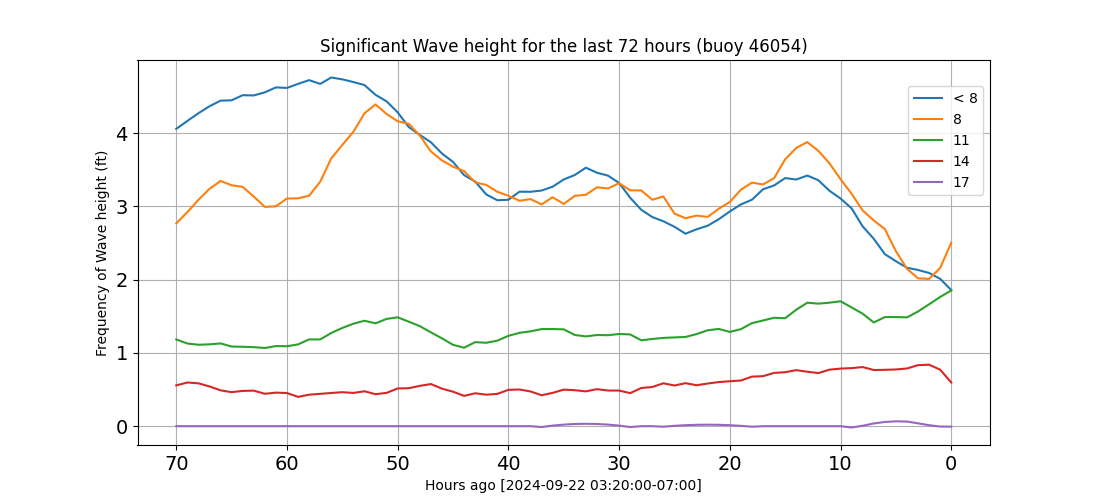 Significant Wave height for the last 72 hours (buoy 46054)
Frequency of Wave height (ft)
4
3
2
1
0
< 8
8
11
14
17
70 60 50 40 30 20 10 0
Hours ago [2024-09-22 03:20:00-07:00]